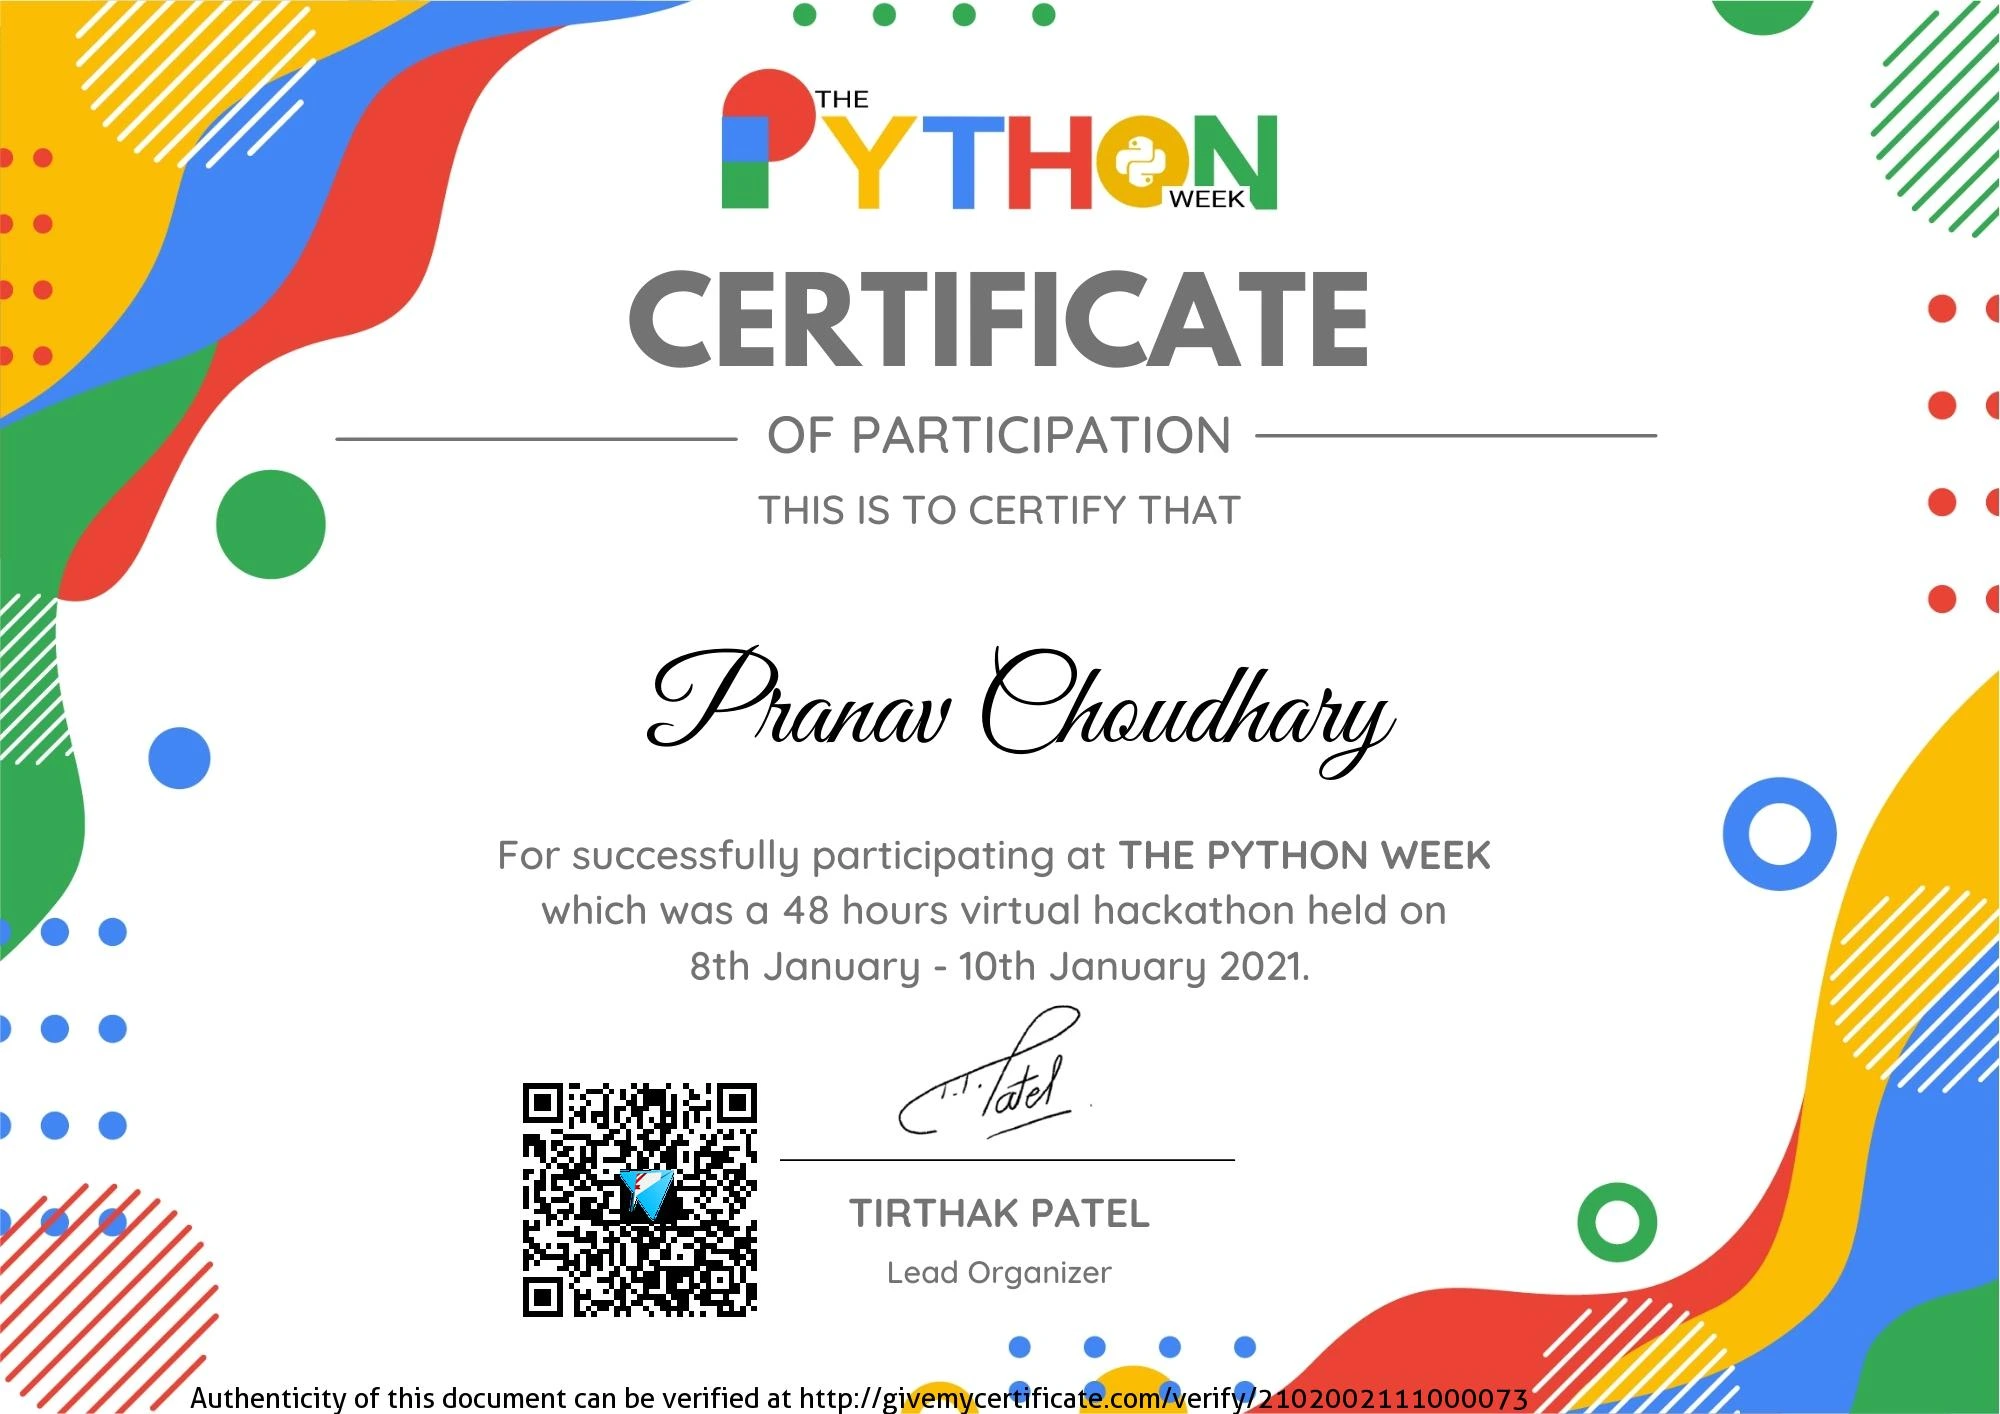 THE
PYTHON
WEEK
CERTIFICATE
OF PARTICIPATION
THIS IS TO CERTIFY THAT
Pranav Choudhary
For successfully participating at THE PYTHON WEEK
which was a 48 hours virtual hackathon held on
8th January - 10th January 2021.
T.T. Patel
TIRTHAK PATEL
Lead Organizer
Authenticity of this document can be verified at http://givemycertificate.com/verify/2102002111000073